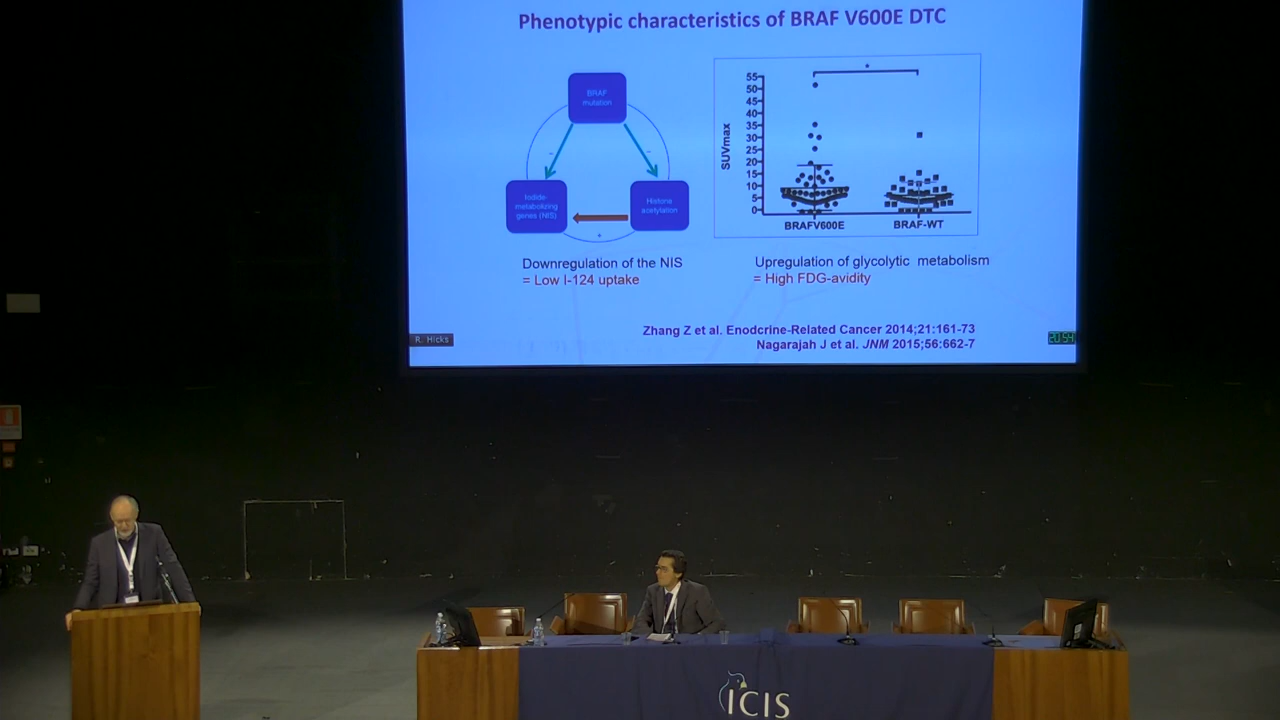 Phenotypic characteristics of BRAF V600E DTC
BRAF
mutation
Iodide-
metabolizing
genes (NIS)
Histone
acetylation
−
−
+
Downregulation of the NIS
= Low I-124 uptake
*
SUVmax
55
50
45
40
35
30
25
20
15
10
5
0
BRAFV600E
BRAF-WT
Upregulation of glycolytic metabolism
= High FDG-avidity
Zhang Z et al. Enodcrine-Related Cancer 2014;21:161-73
Nagarajah J et al. JNM 2015;56:662-7
R. Hicks
20:54
ICIS